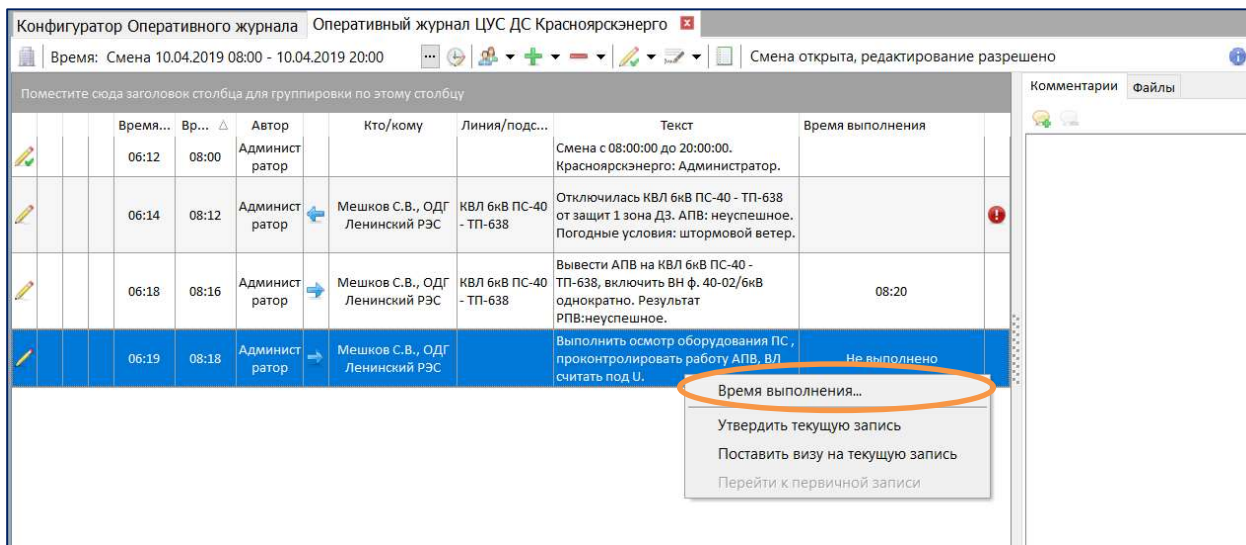 Конфигуратор Оперативного журнала Оперативный журнал ЦУС ДС Красноярскэнерго
Время: Смена 10.04.2019 08:00 - 10.04.2019 20:00 ... Смена открыта, редактирование разрешено
Поместите сюда заголовок столбца для группировки по этому столбцу
Комментарии Файлы
Время... Вр... Автор Кто/кому Линия/подс... Текст Время выполнения
06:12 08:00 Админист
ратор
Смена с 08:00:00 до 20:00:00.
Красноярскэнерго: Администратор.
06:14 08:12 Админист
ратор
Мешков С.В., ОДГ
Ленинский РЭС
КВЛ 6кВ ПС-40
- ТП-638
Отключилась КВЛ 6кВ ПС-40 - ТП-638
от защит 1 зона ДЗ. АПВ: неуспешное.
Погодные условия: штормовой ветер.
06:18 08:16 Админист
ратор
Мешков С.В., ОДГ
Ленинский РЭС
КВЛ 6кВ ПС-40
- ТП-638
Вывести АПВ на КВЛ 6кВ ПС-40 -
ТП-638, включить ВН ф. 40-02/6кВ
однократно. Результат
РПВ:неуспешное.
08:20
06:19 08:18 Админист
ратор
Мешков С.В., ОДГ
Ленинский РЭС
Выполнить осмотр оборудования ПС ,
проконтролировать работу АПВ, ВЛ
считать под U.
Не выполнено
Время выполнения...
Утвердить текущую запись
Поставить визу на текущую запись
Перейти к первичной записи